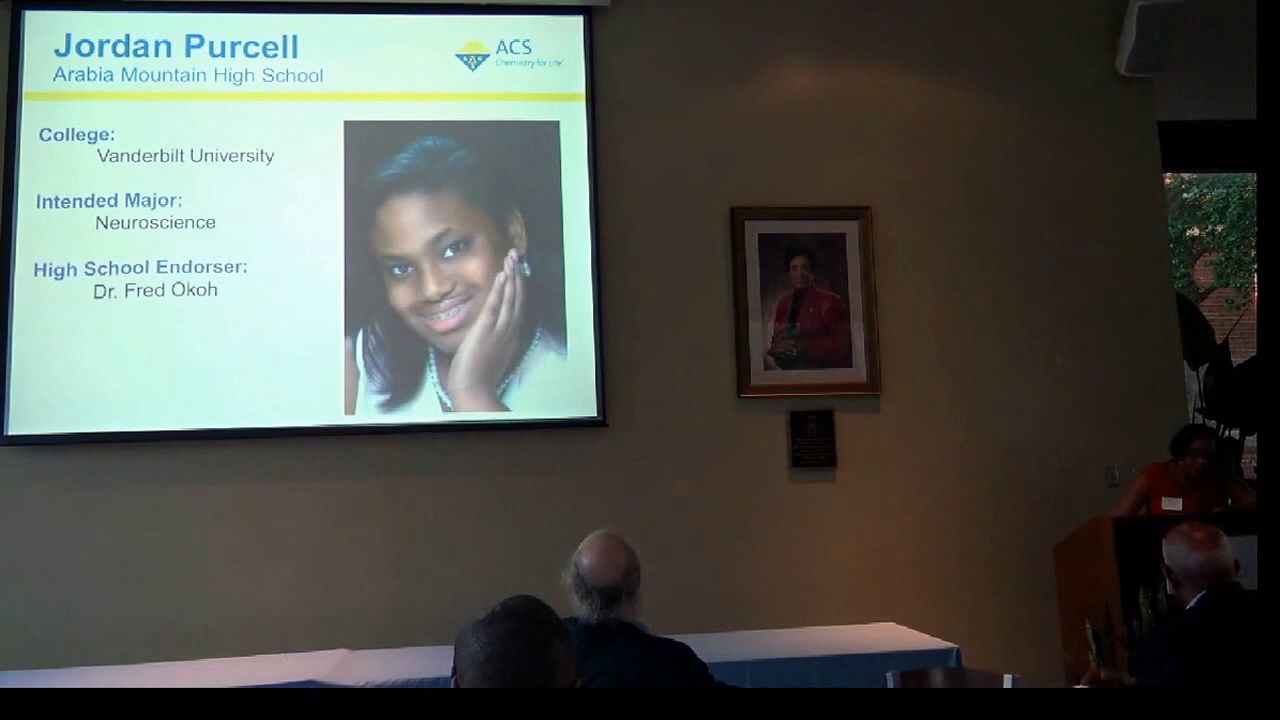 Jordan Purcell
Arabia Mountain High School
ACS
Chemistry for Life
College:
Vanderbilt University
Intended Major:
Neuroscience
High School Endorser:
Dr. Fred Okoh